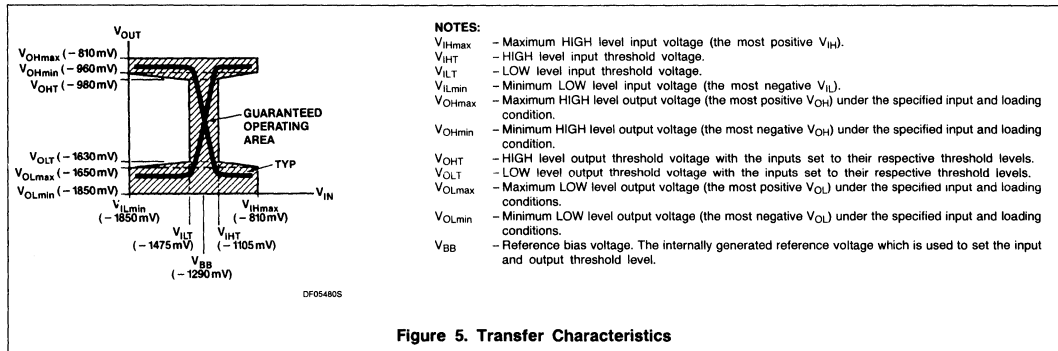 VOUT
VOHmax (−810mV)
VOHmin (−960mV)
VOHT (−980mV)
GUARANTEED
OPERATING
AREA
VOLT (−1630mV)
TYP
VOLmax (−1650mV)
VOLmin (−1850mV)
VIN
VILmin
(−1850mV)
VIHmax
(−810mV)
VILT
(−1475mV)
VIHT
(−1105mV)
VBB
(−1290mV)
DF05480S
NOTES:
VIHmax – Maximum HIGH level input voltage (the most positive VIH).
VIHT – HIGH level input threshold voltage.
VILT – LOW level input threshold voltage.
VILmin – Minimum LOW level input voltage (the most negative VIL).
VOHmax – Maximum HIGH level output voltage (the most positive VOH) under the specified input and loading
condition.
VOHmin – Minimum HIGH level output voltage (the most negative VOH) under the specified input and loading
condition.
VOHT – HIGH level output threshold voltage with the inputs set to their respective threshold levels.
VOLT – LOW level output threshold voltage with the inputs set to their respective threshold levels.
VOLmax – Maximum LOW level output voltage (the most positive VOL) under the specified input and loading
conditions.
VOLmin – Minimum LOW level output voltage (the most negative VOL) under the specified input and loading
conditions.
VBB – Reference bias voltage. The internally generated reference voltage which is used to set the input
and output threshold level.
Figure 5. Transfer Characteristics